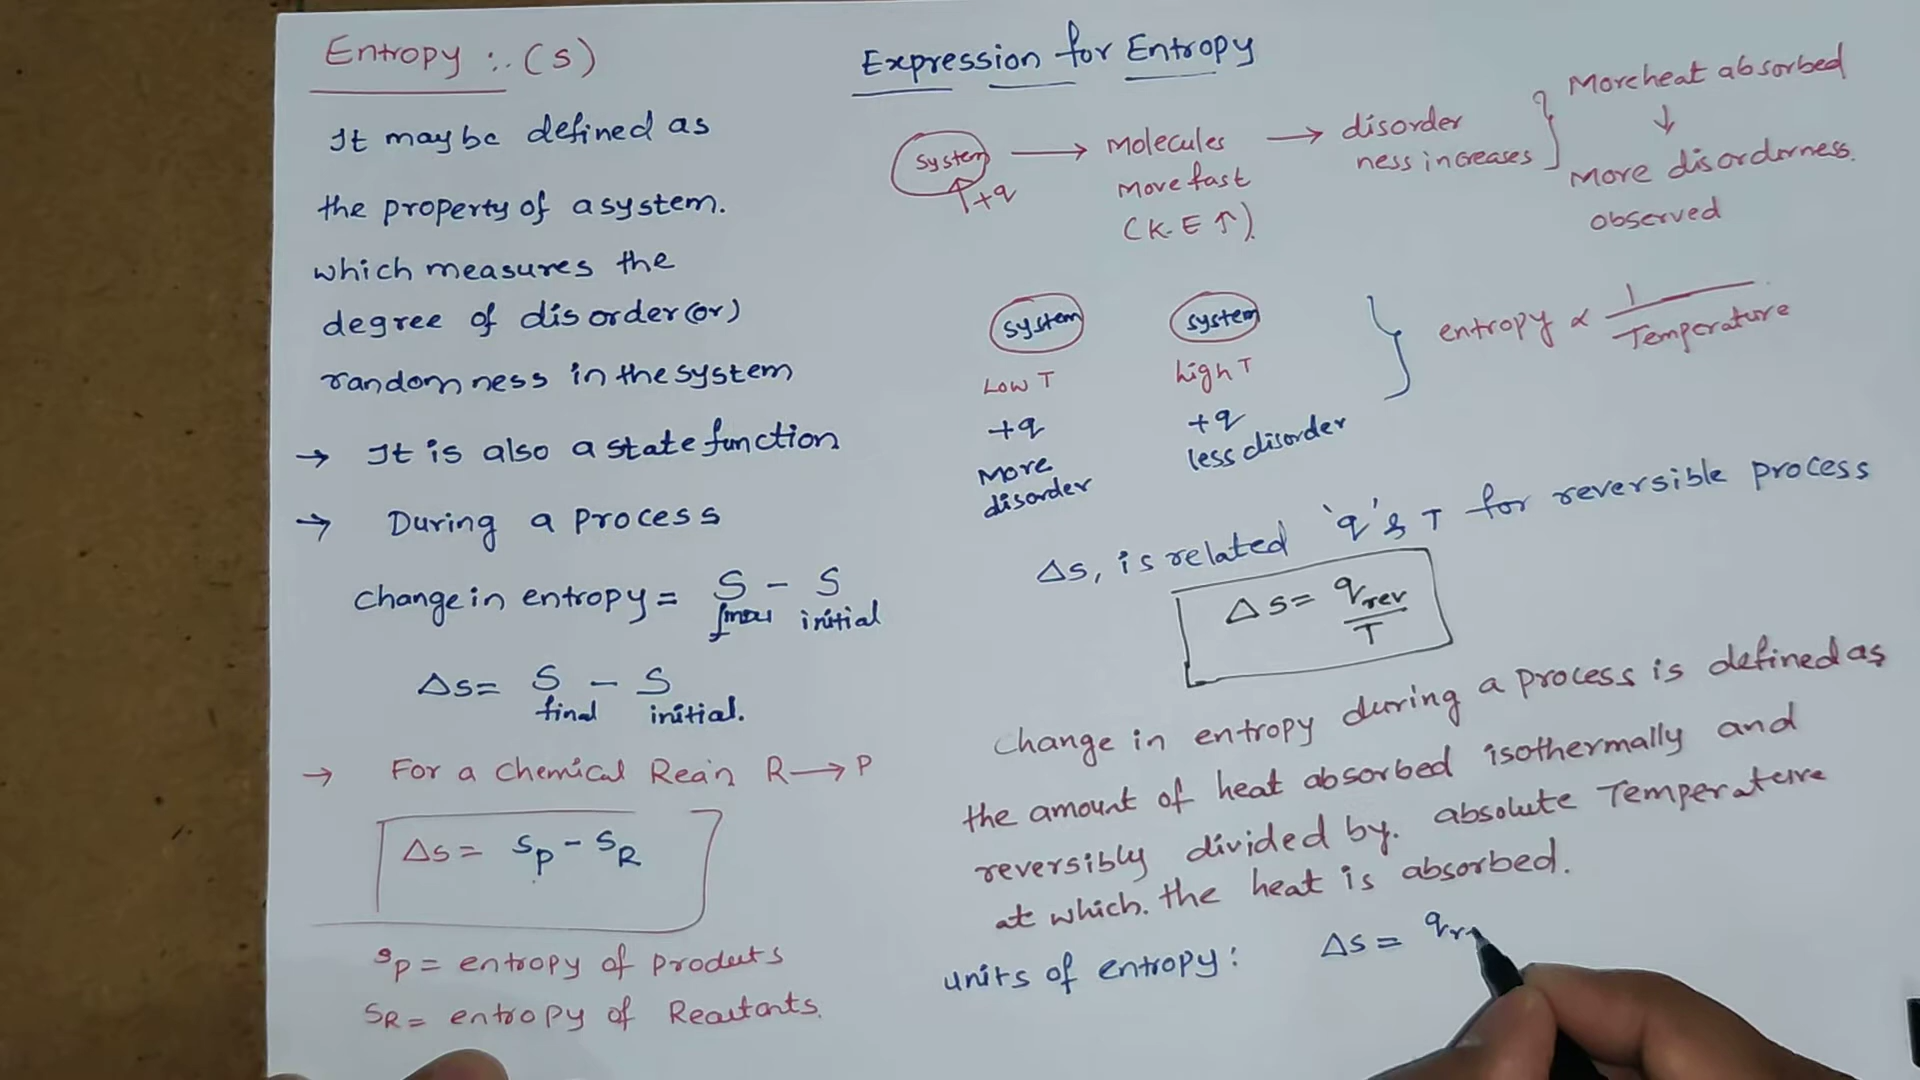 Entropy :. (S)
It may be defined as
the property of a system.
which measures the
degree of disorder (or)
randomness in the system
→ It is also a state function
→ During a process
change in entropy = S final - S initial
ΔS = S final - S initial.
→ For a Chemical Rea'n R → P
ΔS = SP - SR
SP = entropy of products
SR = entropy of Reactants.
Expression for Entropy
System +q → Molecules move fast (K.E ↑). → disorder ness increases } More heat absorbed
↓
More disorderness.
observed
System System
Low T high T
+q +q
More disorder less disorder
} entropy ∝ 1 / Temperature
ΔS, is related 'q' & T for reversible process
ΔS = qrev / T
Change in entropy during a process is defined as
the amount of heat absorbed isothermally and
reversibly divided by. absolute Temperature
at which. the heat is absorbed.
units of entropy : ΔS = qr